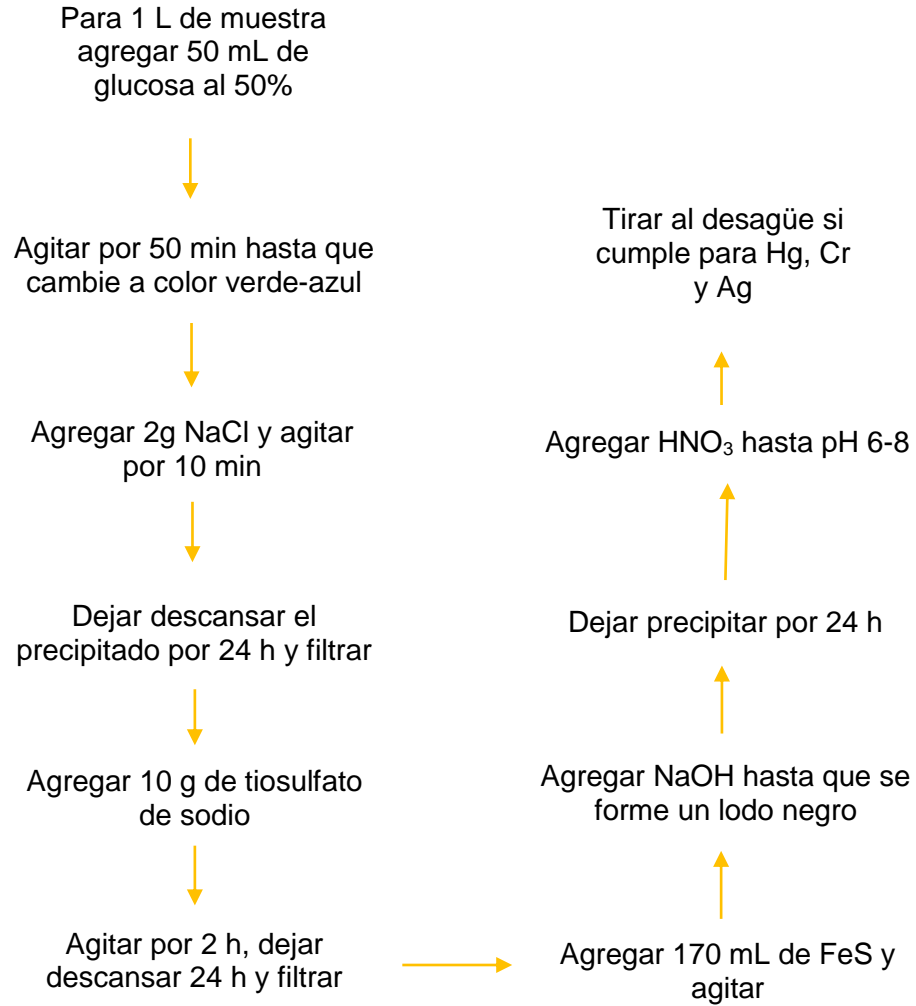 Para 1 L de muestra
agregar 50 mL de
glucosa al 50%
Agitar por 50 min hasta que
cambie a color verde-azul
Agregar 2g NaCl y agitar
por 10 min
Dejar descansar el
precipitado por 24 h y filtrar
Agregar 10 g de tiosulfato
de sodio
Agitar por 2 h, dejar
descansar 24 h y filtrar
Agregar 170 mL de FeS y
agitar
Agregar NaOH hasta que se
forme un lodo negro
Dejar precipitar por 24 h
Agregar HNO₃ hasta pH 6-8
Tirar al desagüe si
cumple para Hg, Cr
y Ag